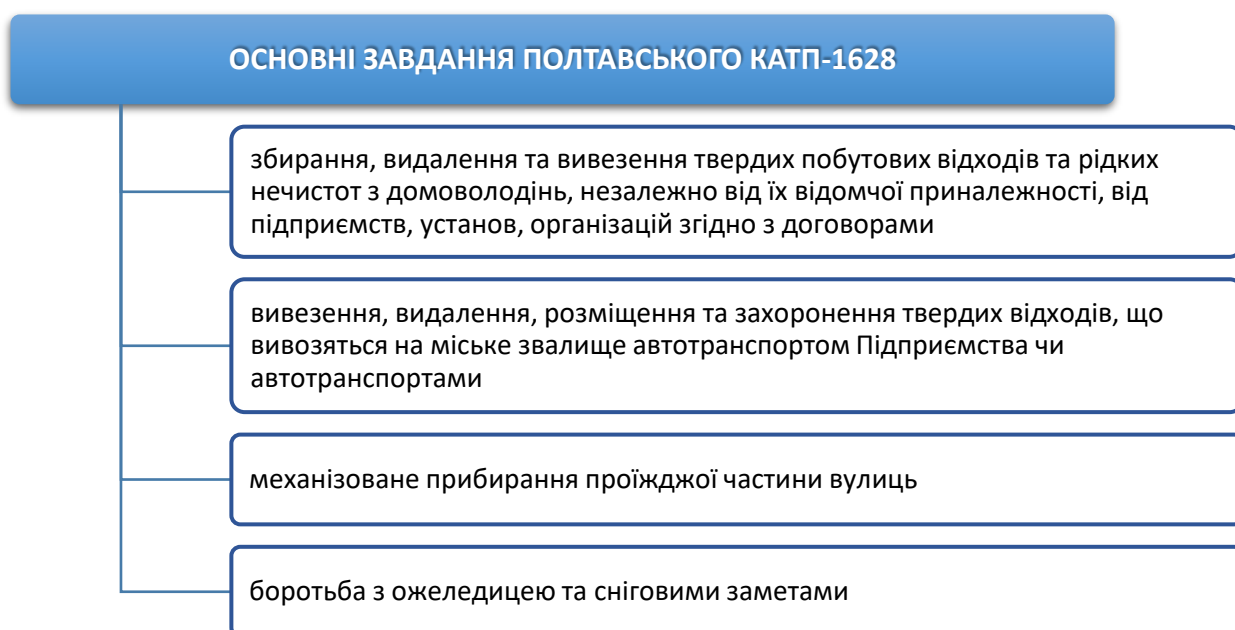 ОСНОВНІ ЗАВДАННЯ ПОЛТАВСЬКОГО КАТП-1628
збирання, видалення та вивезення твердих побутових відходів та рідких
нечистот з домоволодінь, незалежно від їх відомчої приналежності, від
підприємств, установ, організацій згідно з договорами
вивезення, видалення, розміщення та захоронення твердих відходів, що
вивозяться на міське звалище автотранспортом Підприємства чи
автотранспортами
механізоване прибирання проїжджої частини вулиць
боротьба з ожеледицею та сніговими заметами